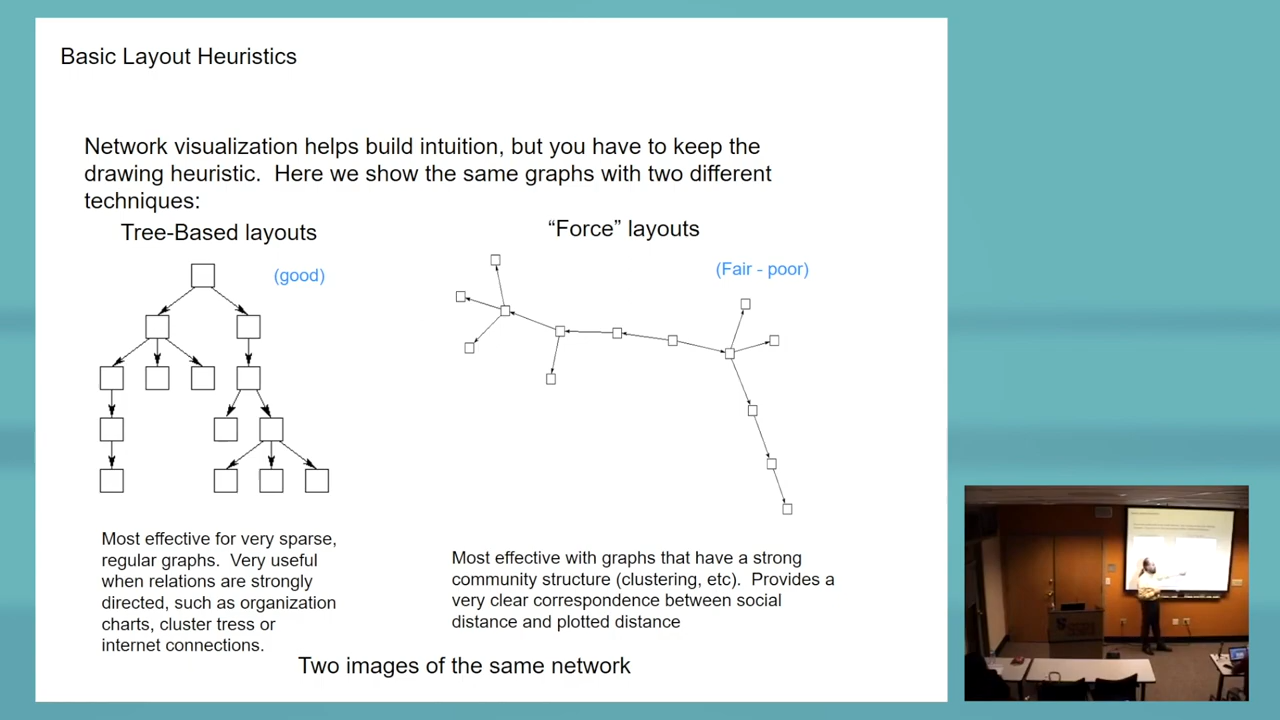 Basic Layout Heuristics
Network visualization helps build intuition, but you have to keep the
drawing heuristic.  Here we show the same graphs with two different
techniques:
Tree-Based layouts
(good)
Most effective for very sparse,
regular graphs.  Very useful
when relations are strongly
directed, such as organization
charts, cluster tress or
internet connections.
“Force” layouts
(Fair - poor)
Most effective with graphs that have a strong
community structure (clustering, etc).  Provides a
very clear correspondence between social
distance and plotted distance
Two images of the same network